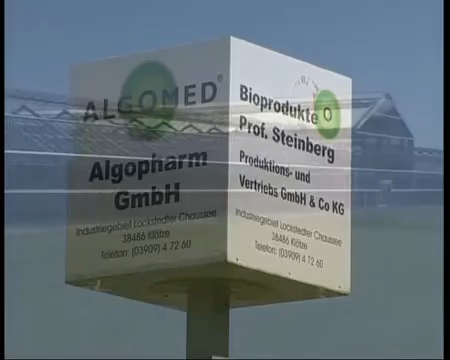 ALGOMED®
Algopharm
GmbH
Industriegebiet Lockstedter Chaussee
38486 Klötze
Telefon: (03909) 4 72 60
Bioprodukte
Prof. Steinberg
Produktions- und
Vertriebs GmbH & Co KG
Industriegebiet Lockstedter Chaussee
38486 Klötze
Telefon: (03909) 4 72 60